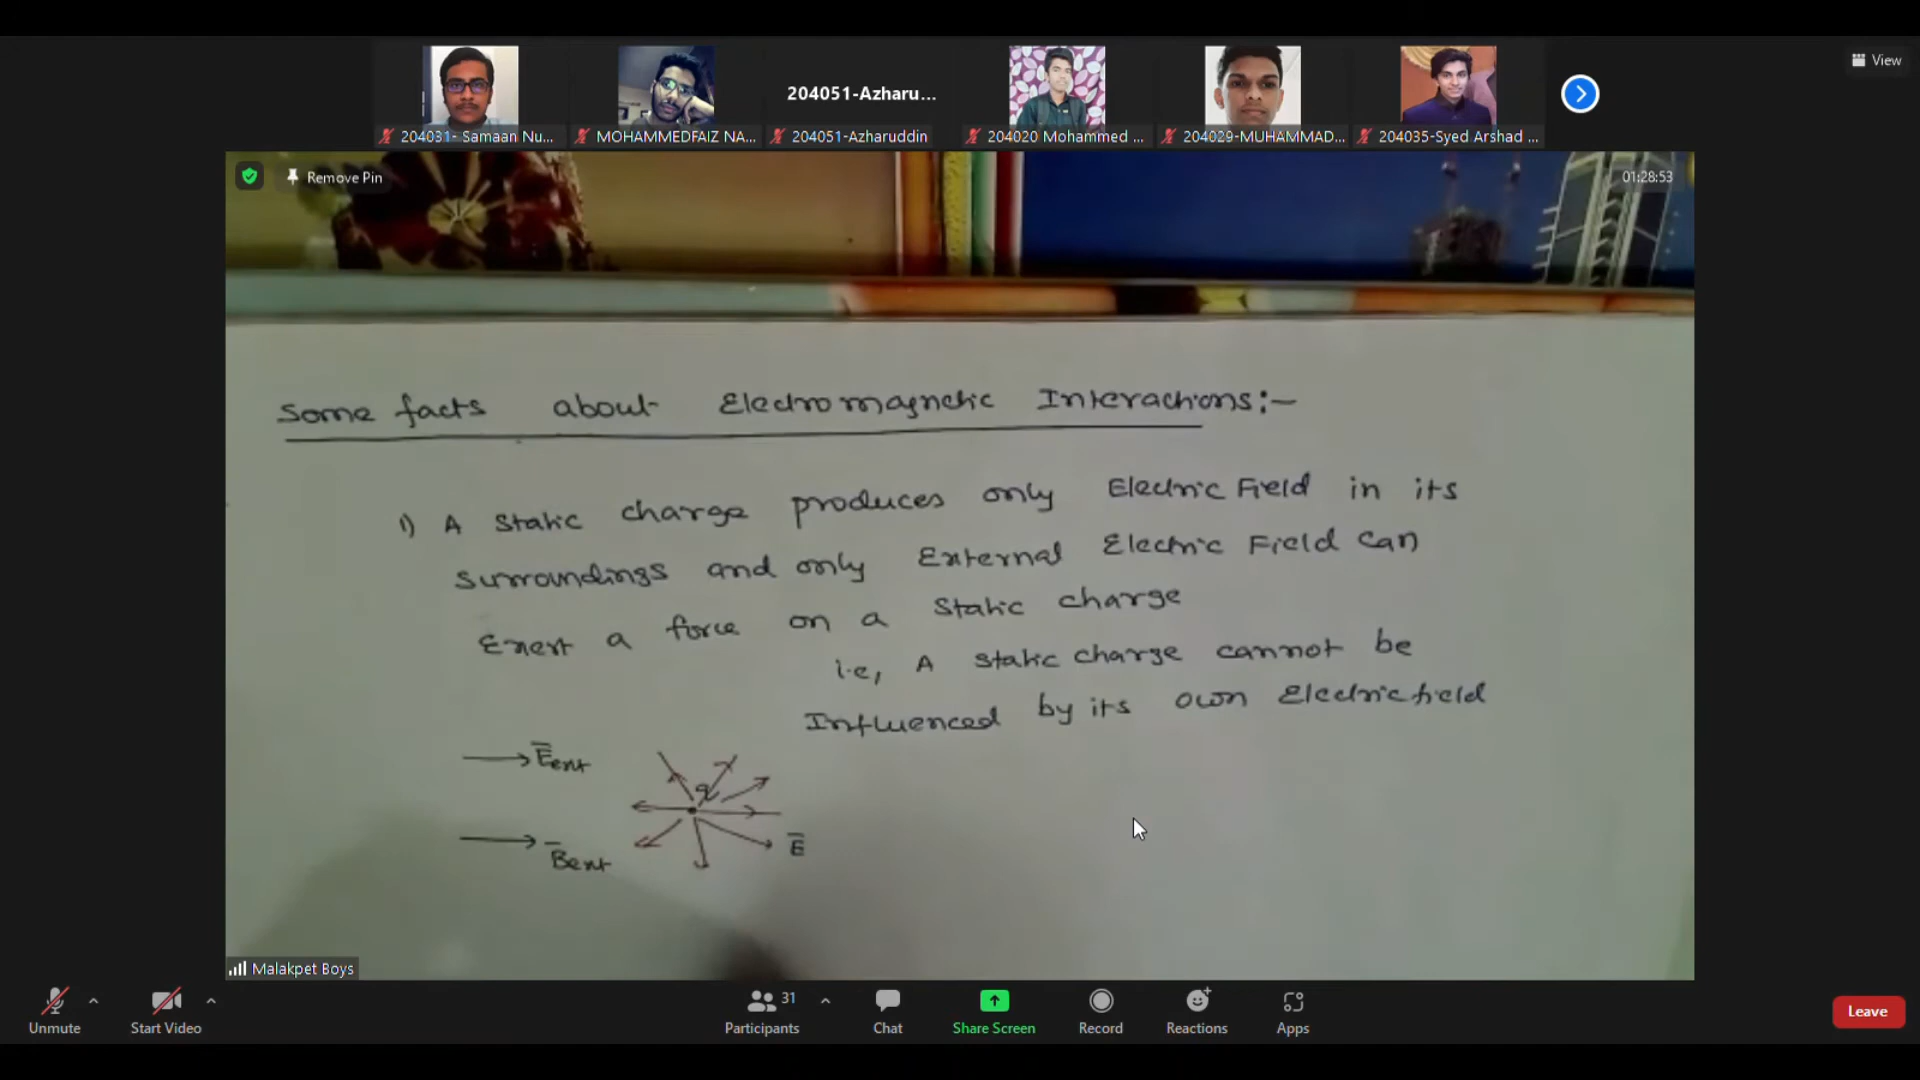 View
204051-Azharu...
204031- Samaan Nu...
MOHAMMEDFAIZ NA...
204051-Azharuddin
204020 Mohammed ...
204029-MUHAMMAD...
204035-Syed Arshad ...
Remove Pin
01:28:53
Some facts about Electromagnetic Interactions:-
1) A Static charge produces only Electric Field in its
surroundings and only External Electric Field can
Exert a force on a Static charge
i.e, A static charge cannot be
Influenced by its own Electric field
E̅ext
q
B̅ext
E̅
Malakpet Boys
Unmute
Start Video
31
Participants
Chat
Share Screen
Record
Reactions
Apps
Leave